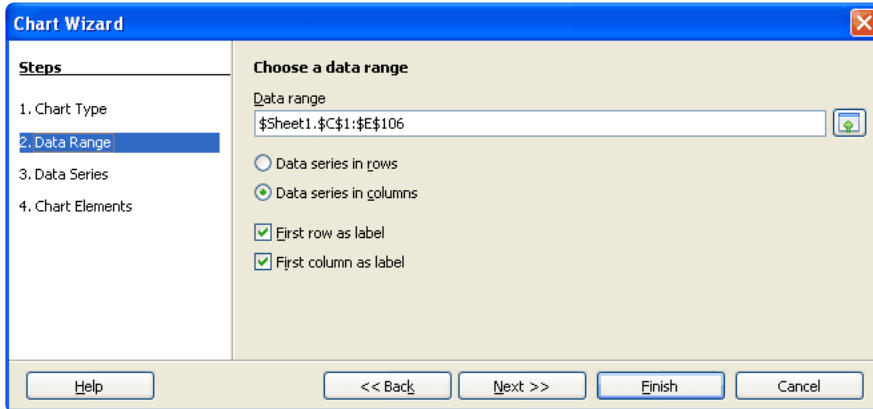 Chart Wizard
Steps
1. Chart Type
2. Data Range
3. Data Series
4. Chart Elements
Choose a data range
Data range
$Sheet1.$C$1:$E$106
Data series in rows
Data series in columns
First row as label
First column as label
Help
<< Back
Next >>
Finish
Cancel